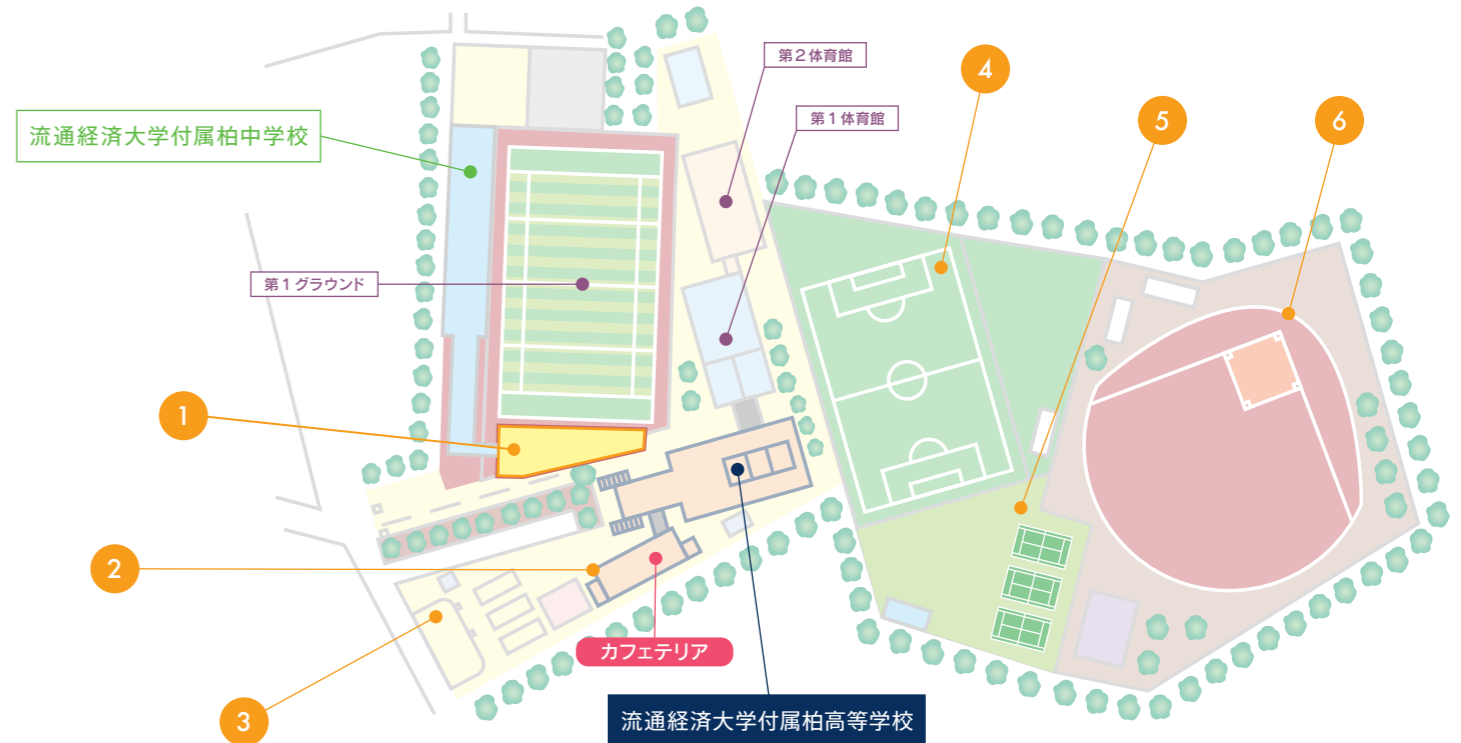 第2体育館
4
第1体育館
5
6
流通経済大学付属柏中学校
第1グラウンド
1
2
カフェテリア
3
流通経済大学付属柏高等学校